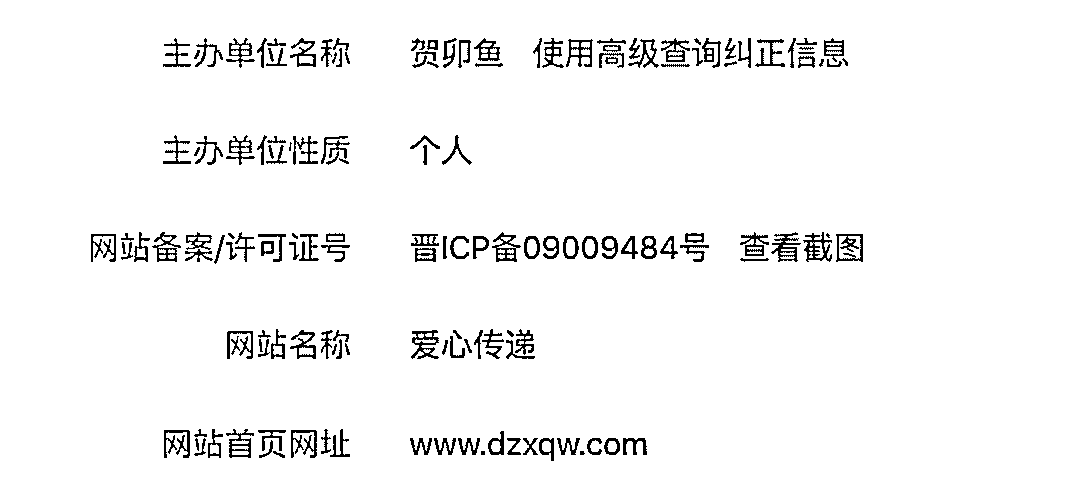 主办单位名称 贺卯鱼 使用高级查询纠正信息
主办单位性质 个人
网站备案/许可证号 晋ICP备09009484号 查看截图
网站名称 爱心传递
网站首页网址 www.dzxqw.com